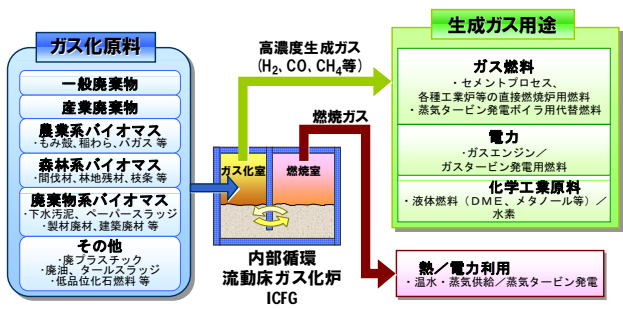 ガス化原料
一般廃棄物
産業廃棄物
農業系バイオマス
・もみ殻、稲わら、バガス 等
森林系バイオマス
・間伐材、林地残材、枝条 等
廃棄物系バイオマス
・下水汚泥、ペーパースラッジ
・製材廃材、建築廃材 等
その他
・廃プラスチック
・廃油、タールスラッジ
・低品位化石燃料 等
高濃度生成ガス
(H₂、CO、CH₄等)
燃焼ガス
ガス化室
燃焼室
内部循環
流動床ガス化炉
ICFG
生成ガス用途
ガス燃料
・セメントプロセス、
各種工業炉等の直接燃焼炉用燃料
・蒸気タービン発電ボイラ用代替燃料
電力
・ガスエンジン／
ガスタービン発電用燃料
化学工業原料
・液体燃料（DME、メタノール等）／
水素
熱／電力利用
・温水・蒸気供給／蒸気タービン発電